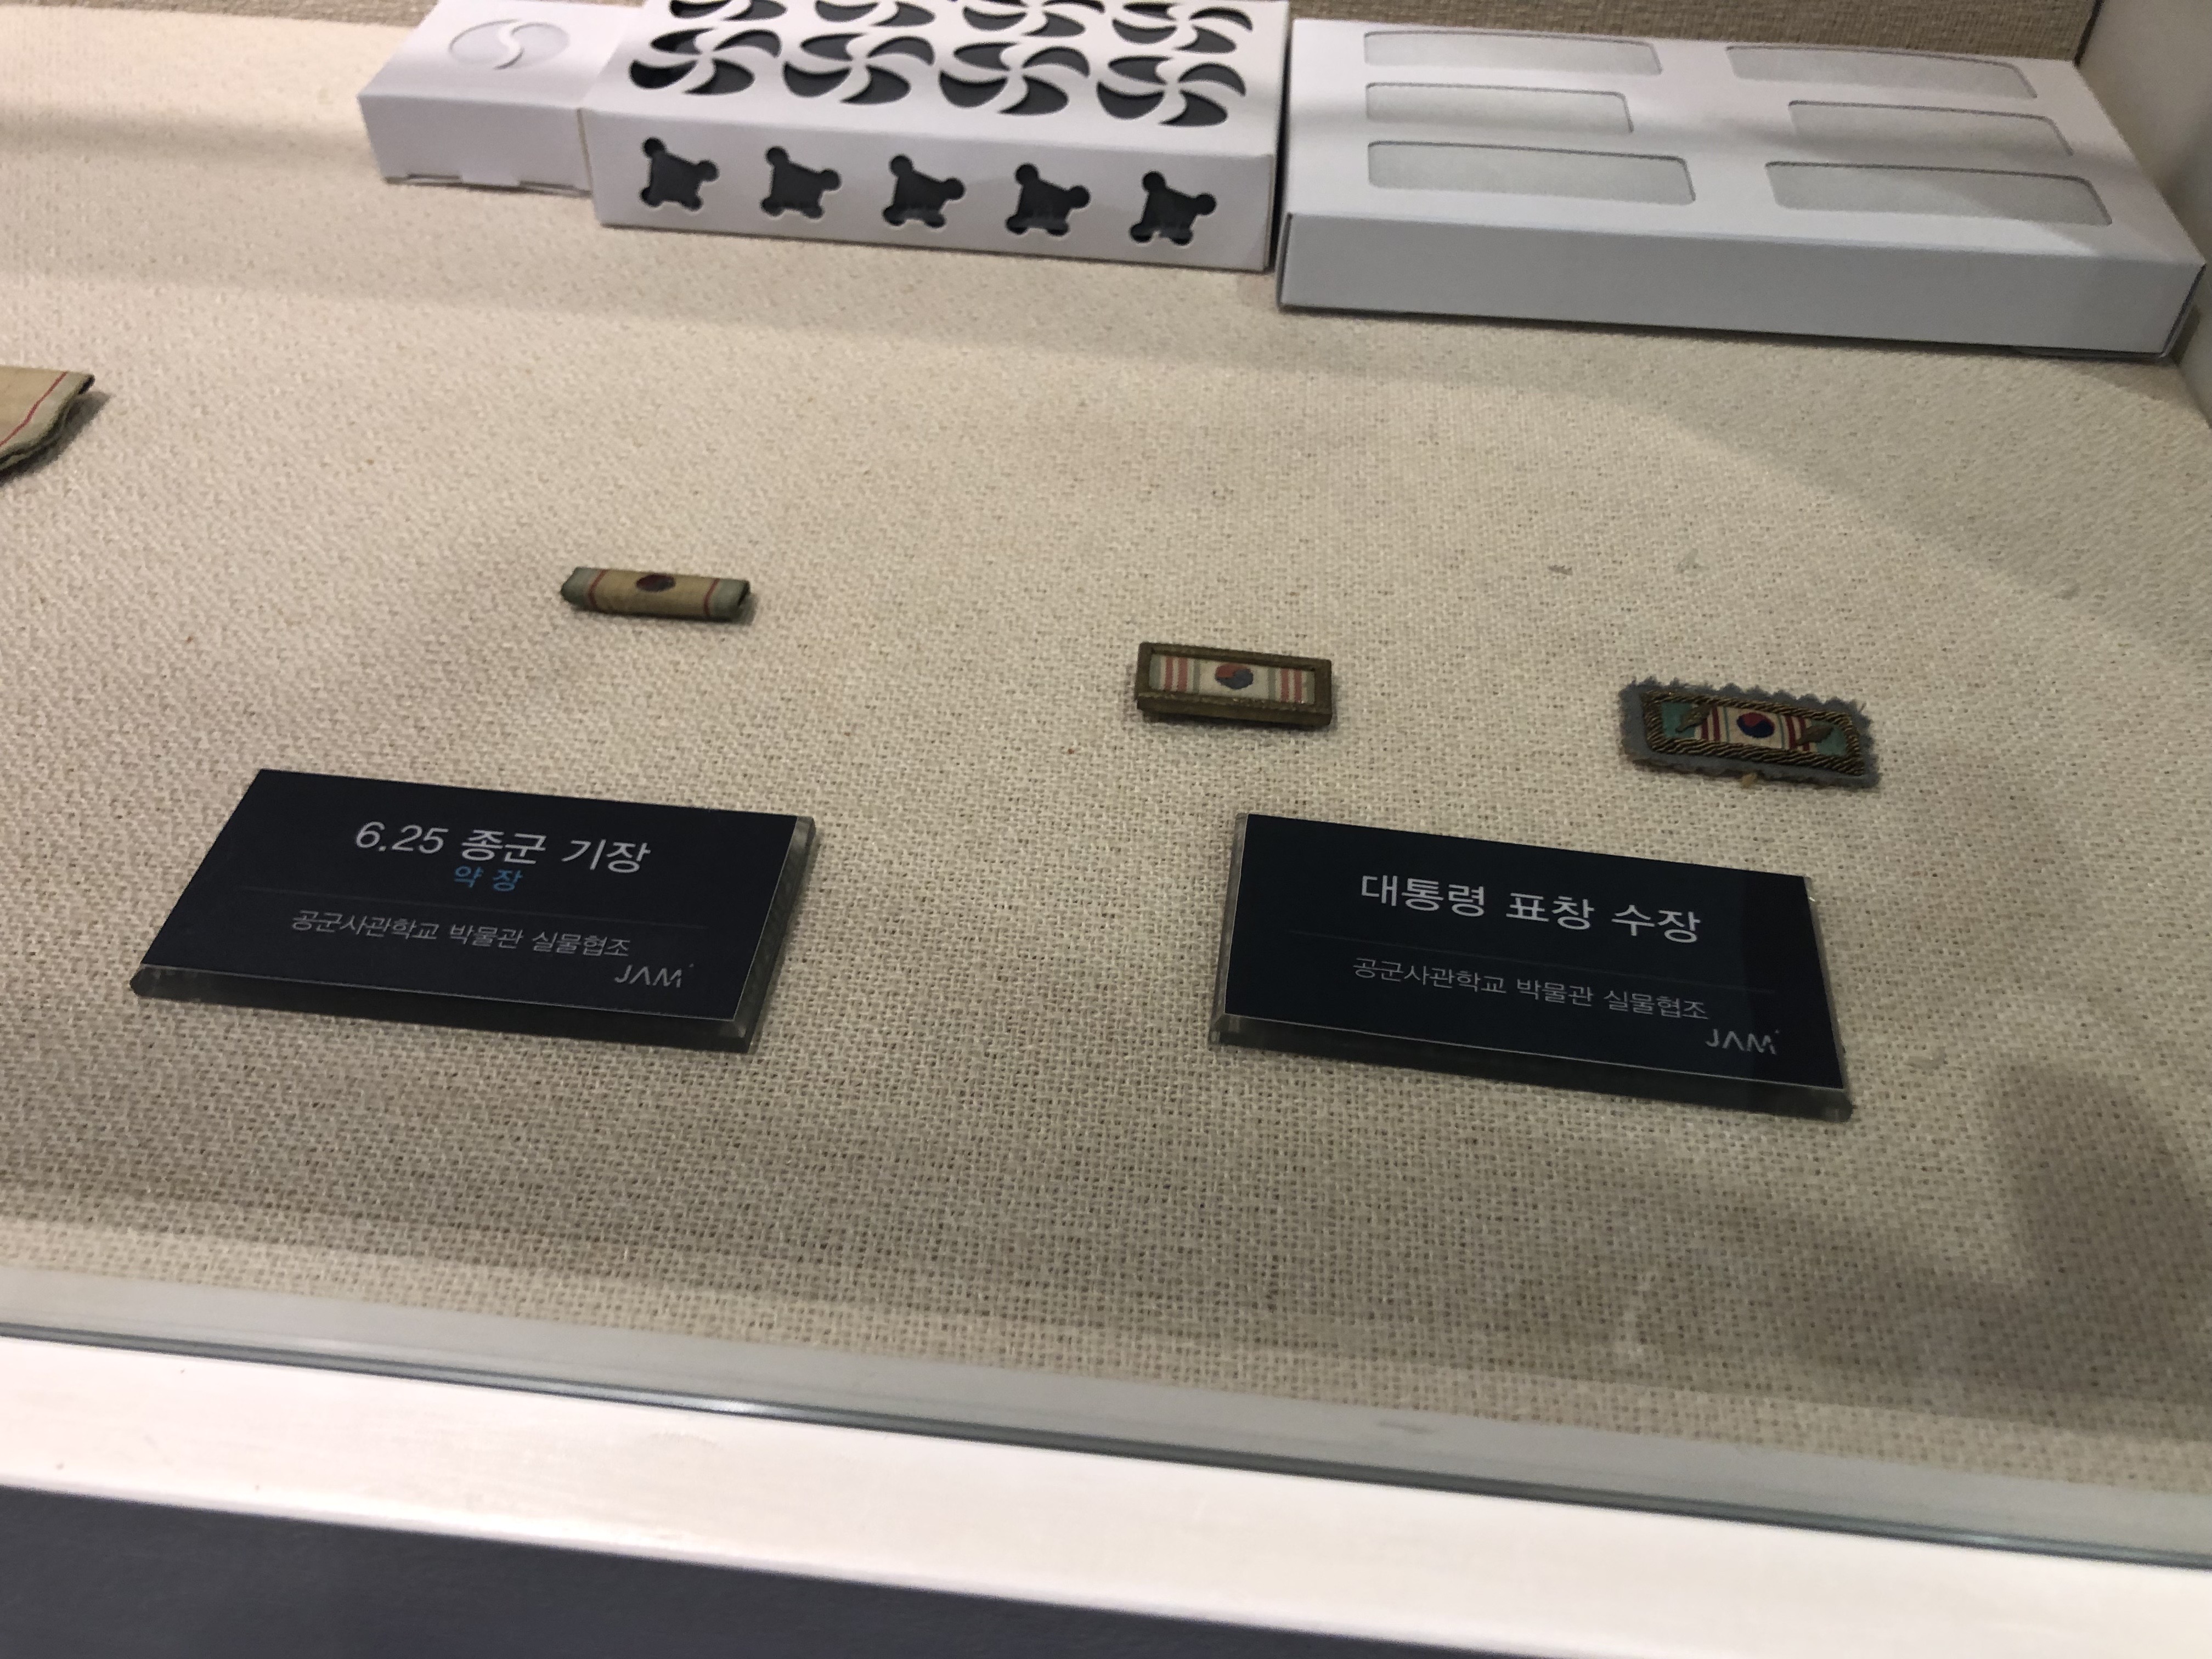 6.25 종군 기장
약 장
공군사관학교 박물관 실물협조
JAM
대통령 표창 수장
공군사관학교 박물관 실물협조
JAM